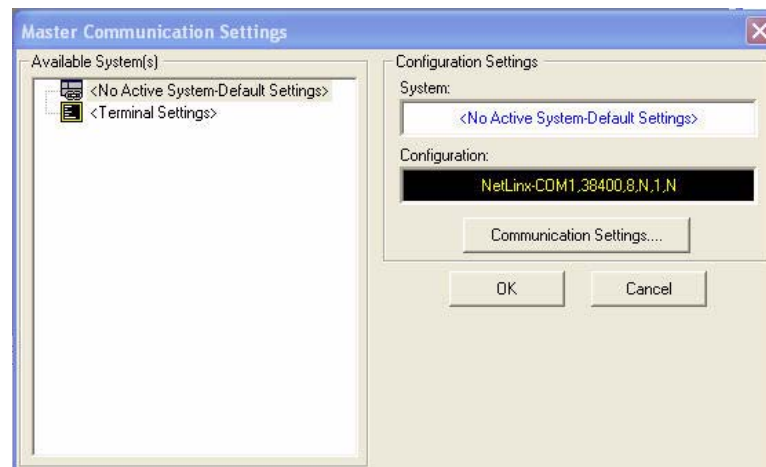 Master Communication Settings
Available System(s)
<No Active System-Default Settings>
<Terminal Settings>
Configuration Settings
System:
<No Active System-Default Settings>
Configuration:
NetLinx-COM1,38400,8,N,1,N
Communication Settings....
OK
Cancel